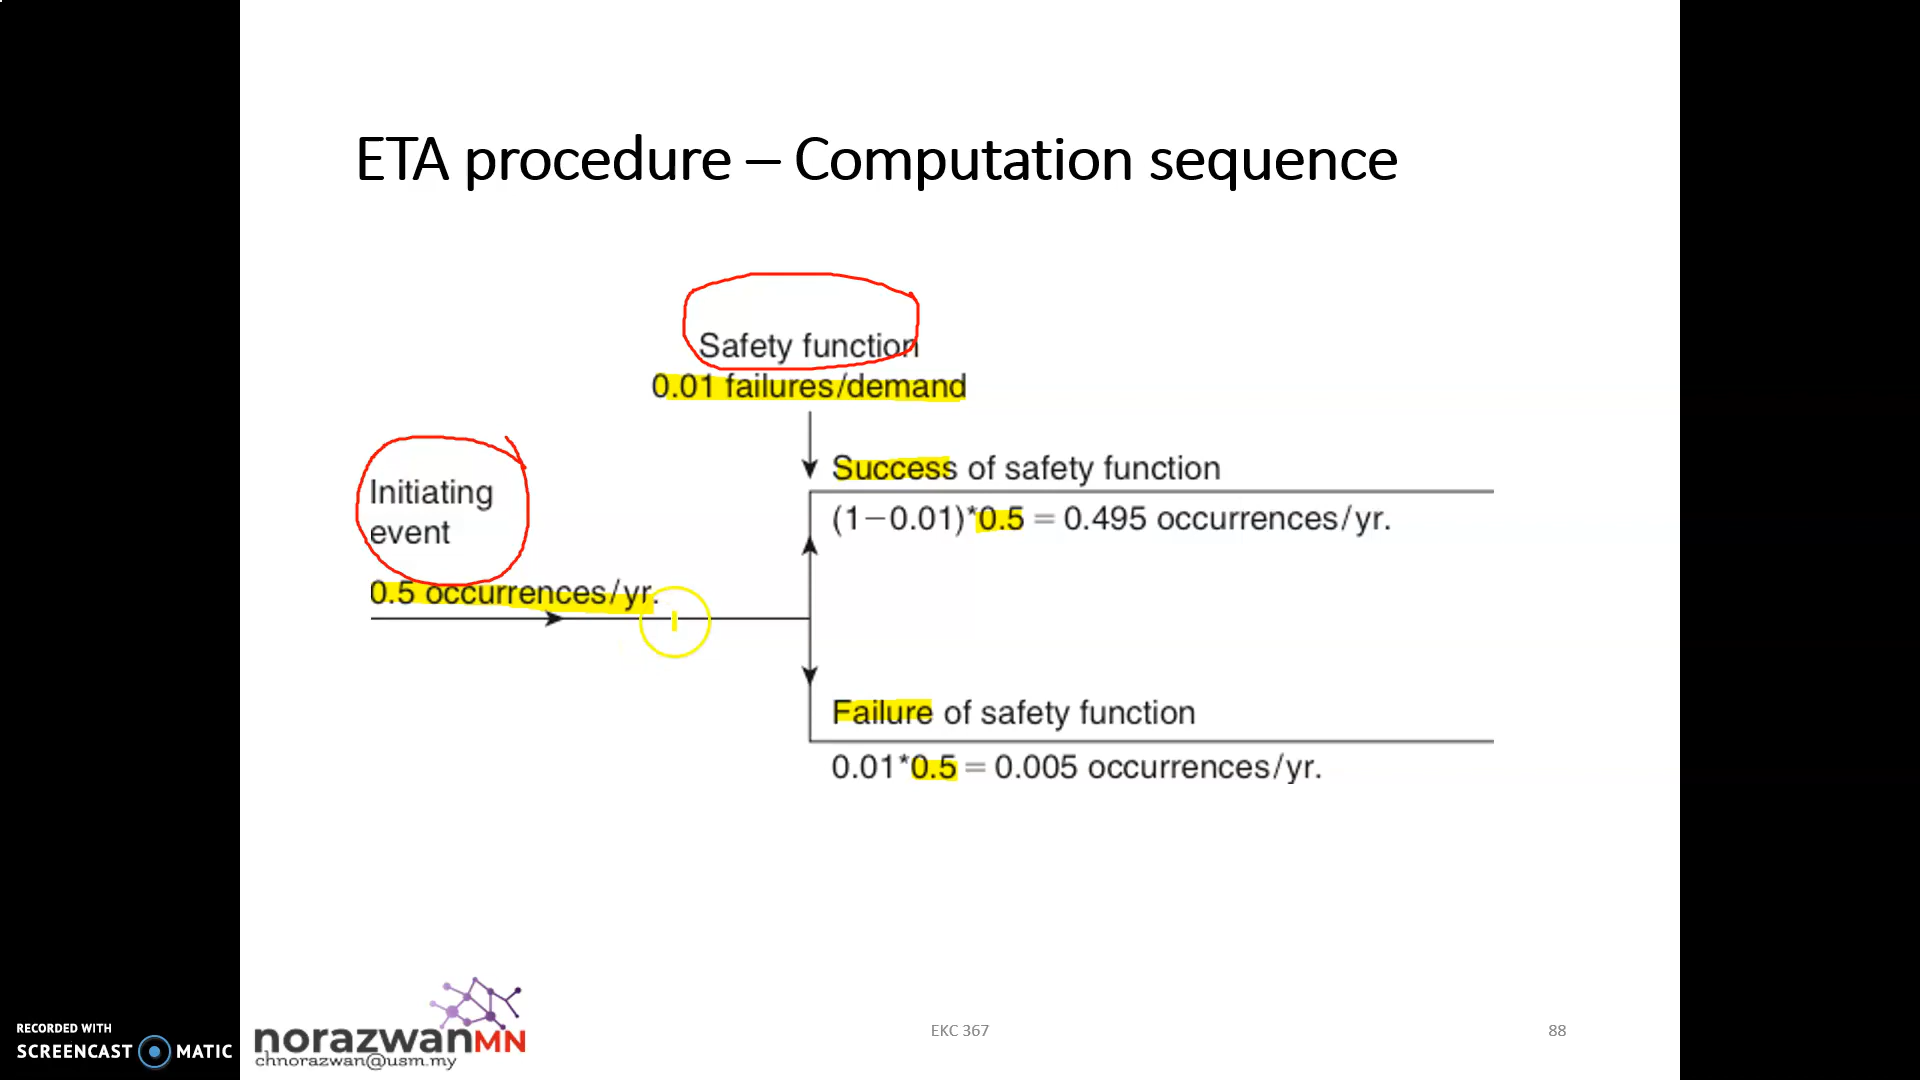 ETA procedure – Computation sequence
Safety function
0.01 failures/demand
Initiating
event
0.5 occurrences/yr.
Success of safety function
(1−0.01)*0.5 = 0.495 occurrences/yr.
Failure of safety function
0.01*0.5 = 0.005 occurrences/yr.
RECORDED WITH
SCREENCAST MATIC
norazwanMN
chnorazwan@usm.my
EKC 367
88